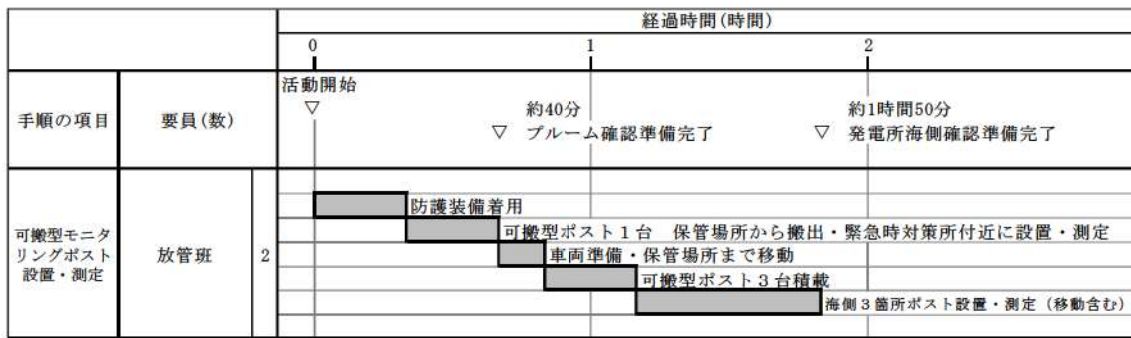 経過時間(時間)
0 1 2
手順の項目 要員(数)
活動開始
▽
約40分
▽ プルーム確認準備完了
約1時間50分
▽ 発電所海側確認準備完了
可搬型モニタ
リングポスト
設置・測定
放管班 2
防護装備着用
可搬型ポスト1台 保管場所から搬出・緊急時対策所付近に設置・測定
車両準備・保管場所まで移動
可搬型ポスト3台積載
海側3箇所ポスト設置・測定(移動含む)